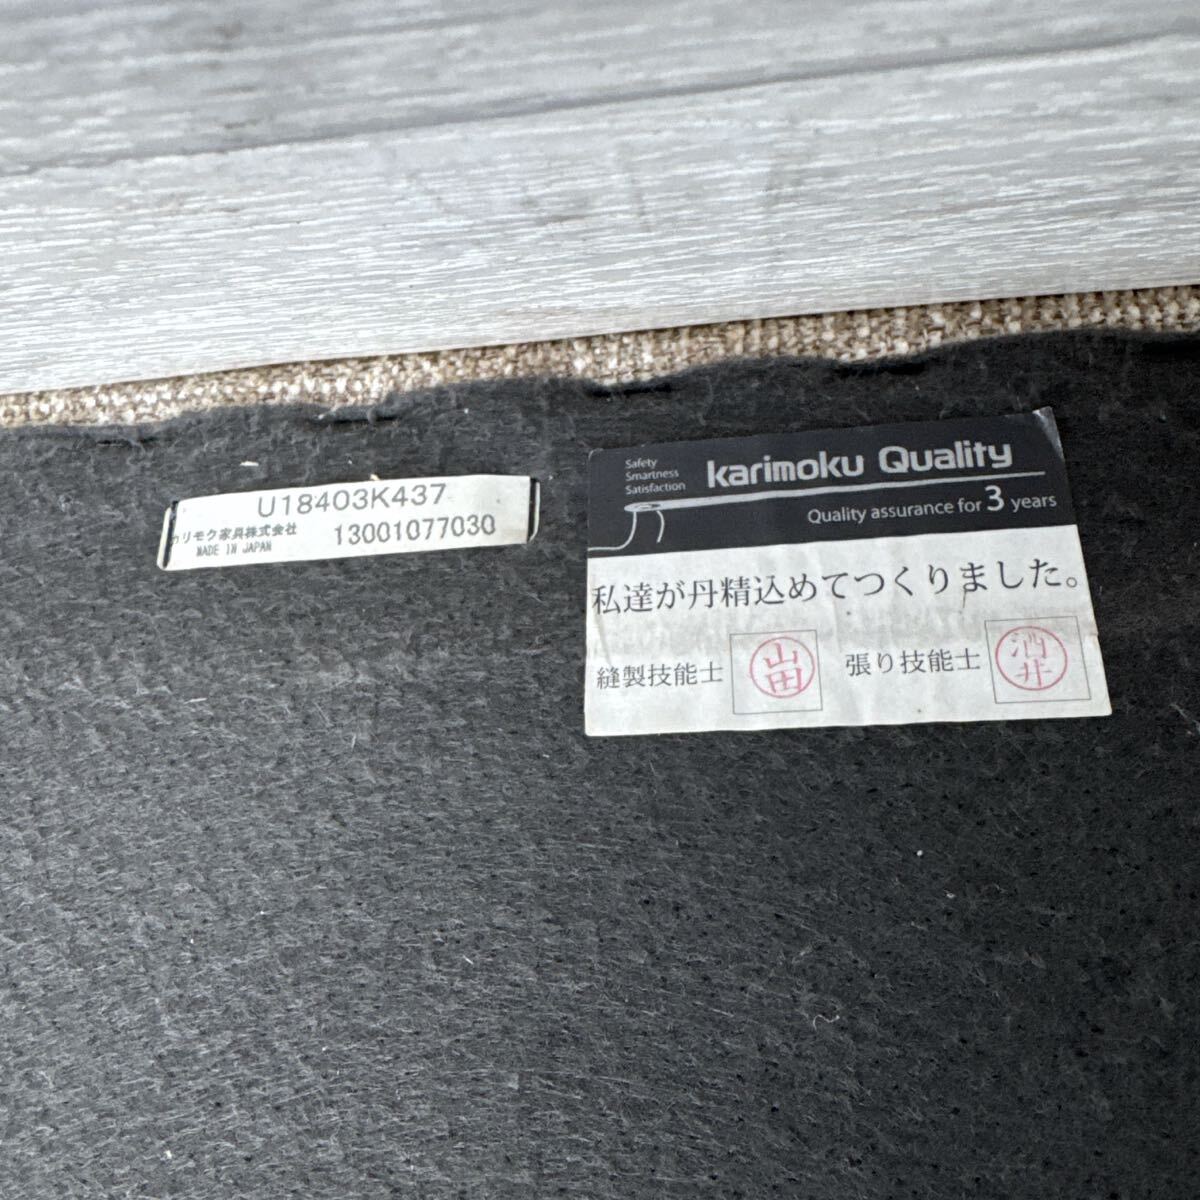 U18403K437
カリモク家具株式会社 13001077030
MADE IN JAPAN
Safety
Smartness
Satisfaction
karimoku Quality
Quality assurance for 3 years
私達が丹精込めてつくりました。
縫製技能士 山田 張り技能士 酒井